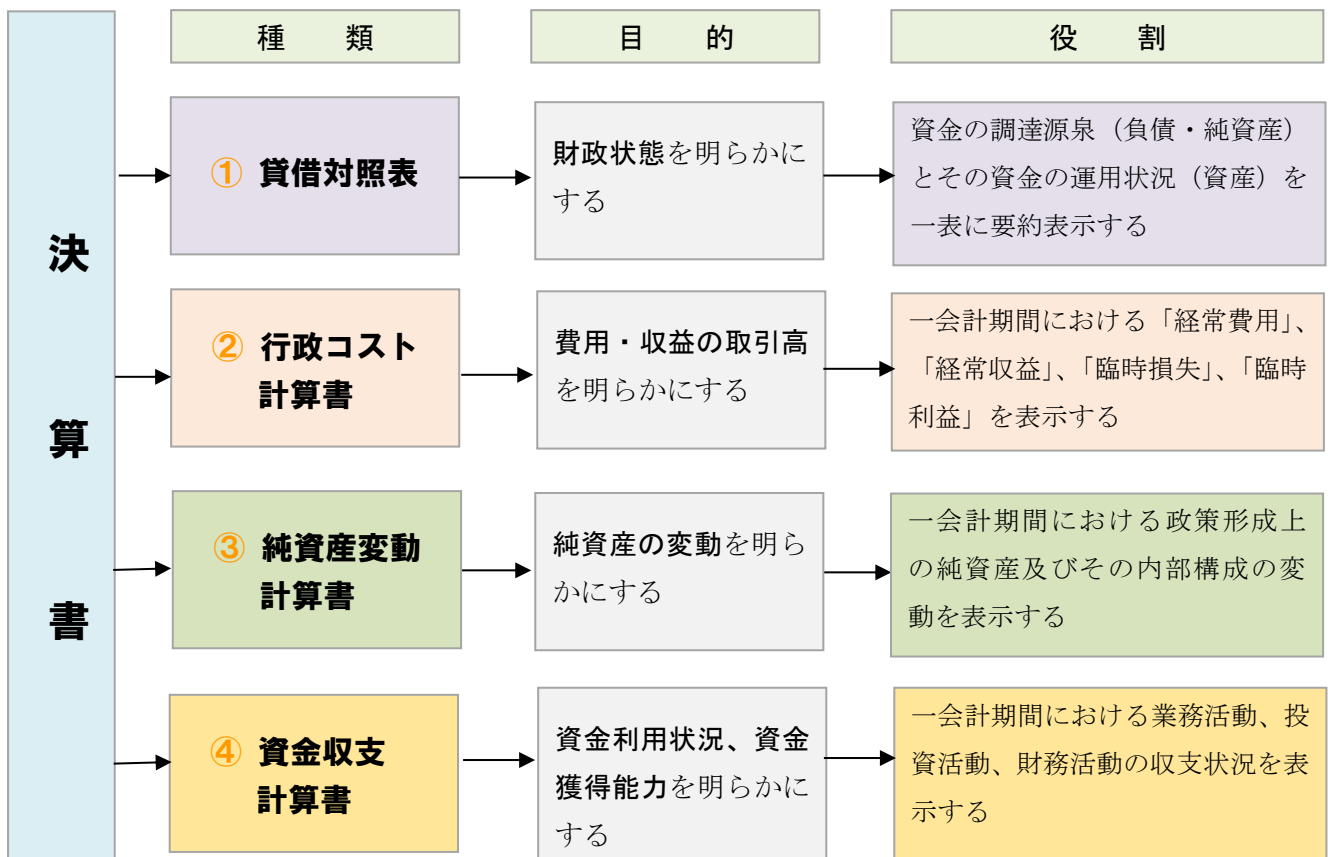 種　類
目　的
役　割
決算書
① 貸借対照表
財政状態を明らかに
する
資金の調達源泉（負債・純資産）
とその資金の運用状況（資産）を
一表に要約表示する
② 行政コスト
計算書
費用・収益の取引高
を明らかにする
一会計期間における「経常費用」、
「経常収益」、「臨時損失」、「臨時
利益」を表示する
③ 純資産変動
計算書
純資産の変動を明ら
かにする
一会計期間における政策形成上
の純資産及びその内部構成の変
動を表示する
④ 資金収支
計算書
資金利用状況、資金
獲得能力を明らかに
する
一会計期間における業務活動、投
資活動、財務活動の収支状況を表
示する